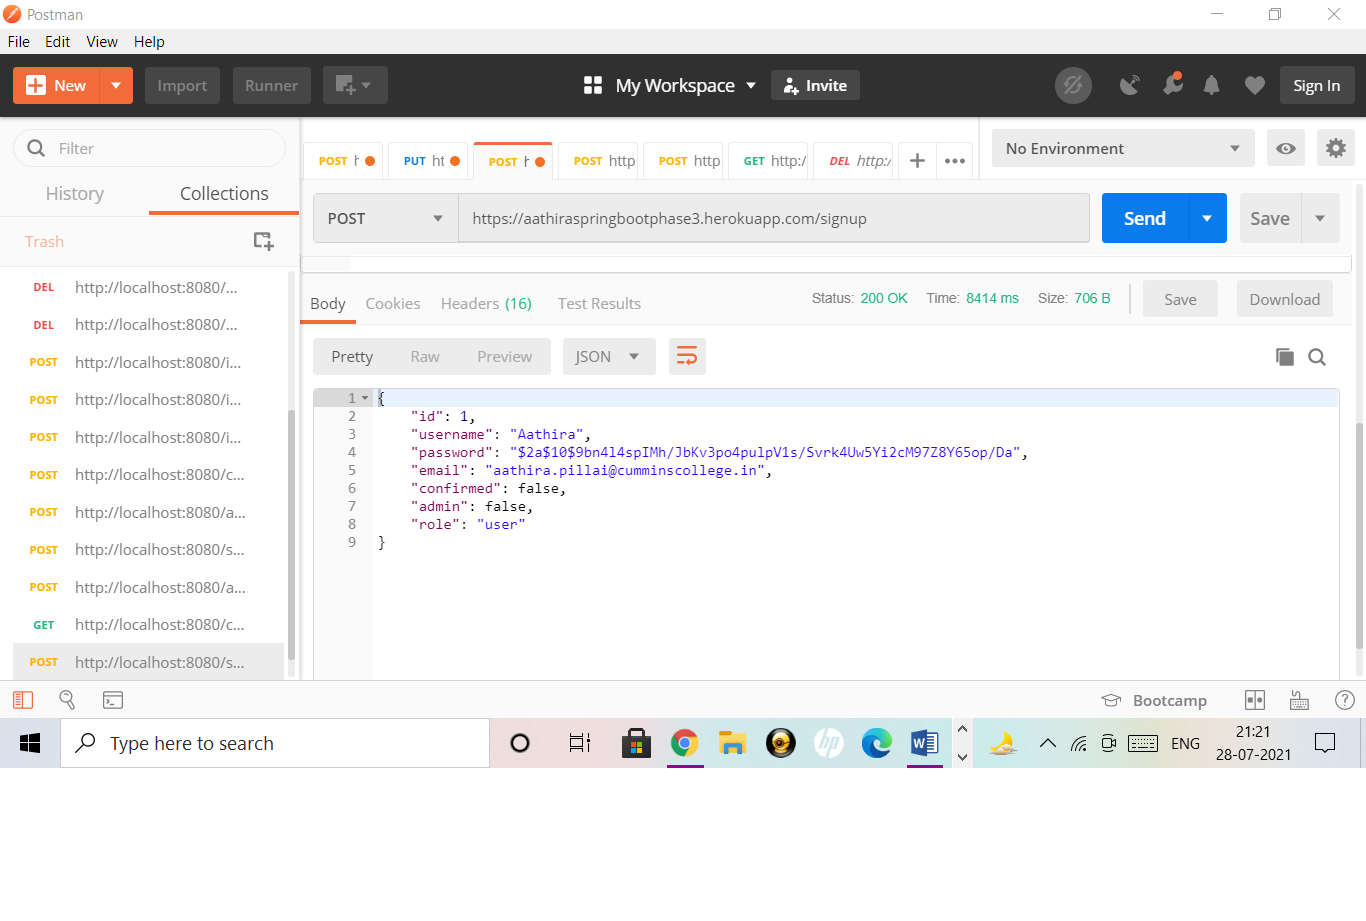 Postman
File Edit View Help
New Import Runner My Workspace Invite Sign In
Filter
History Collections
Trash
DEL http://localhost:8080/...
DEL http://localhost:8080/...
POST http://localhost:8080/i...
POST http://localhost:8080/i...
POST http://localhost:8080/i...
POST http://localhost:8080/c...
POST http://localhost:8080/a...
POST http://localhost:8080/s...
POST http://localhost:8080/a...
GET http://localhost:8080/c...
POST http://localhost:8080/s...
POST h PUT ht POST h POST http POST http GET http:/ DEL http:/ + ••• No Environment
POST https://aathiraspringbootphase3.herokuapp.com/signup Send Save
Body Cookies Headers (16) Test Results Status: 200 OK Time: 8414 ms Size: 706 B Save Download
Pretty Raw Preview JSON
1 {
2 "id": 1,
3 "username": "Aathira",
4 "password": "$2a$10$9bn4l4spIMh/JbKv3po4pulpV1s/Svrk4Uw5Yi2cM97Z8Y65op/Da",
5 "email": "aathira.pillai@cumminscollege.in",
6 "confirmed": false,
7 "admin": false,
8 "role": "user"
9 }
Bootcamp
Type here to search hp ENG 21:21
28-07-2021